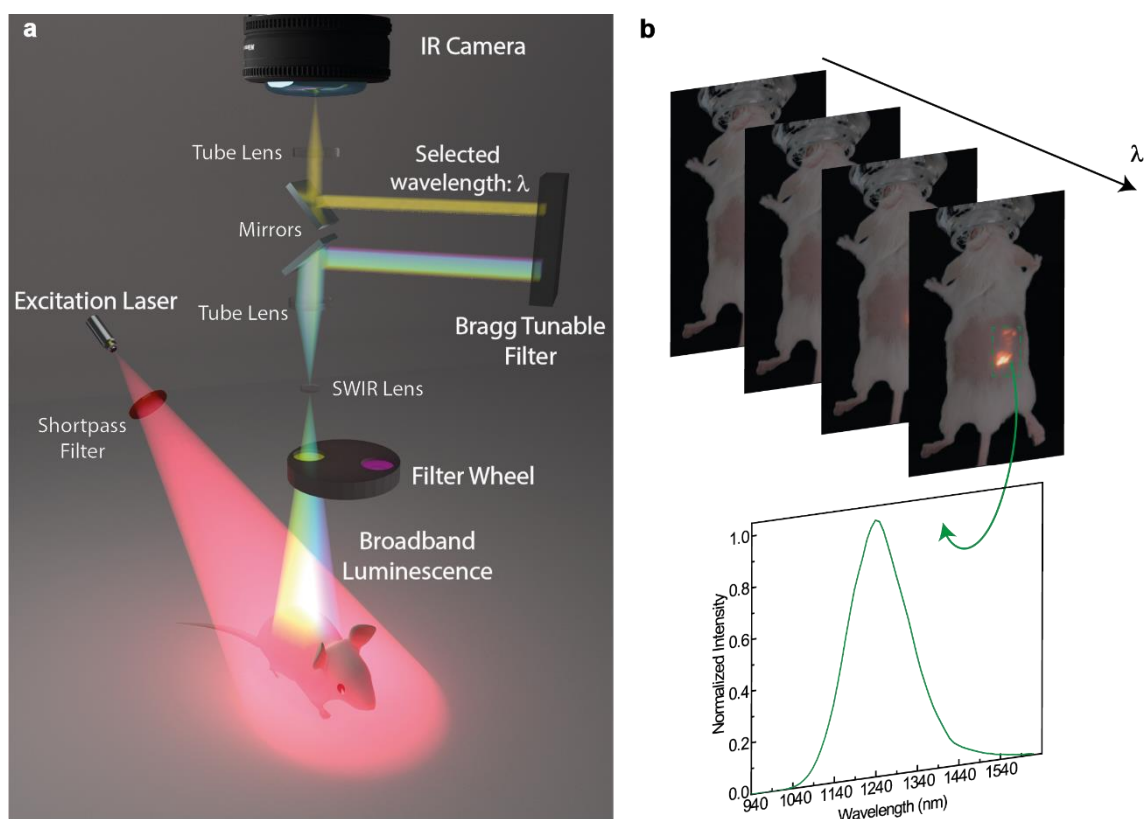 a
IR Camera
Tube Lens
Selected
wavelength: λ
Mirrors
Excitation Laser
Tube Lens
Bragg Tunable
Filter
SWIR Lens
Shortpass
Filter
Filter Wheel
Broadband
Luminescence
b
λ
1.0
0.8
0.6
0.4
0.2
0.0
Normalized Intensity
940 1040 1140 1240 1340 1440 1540
Wavelength (nm)